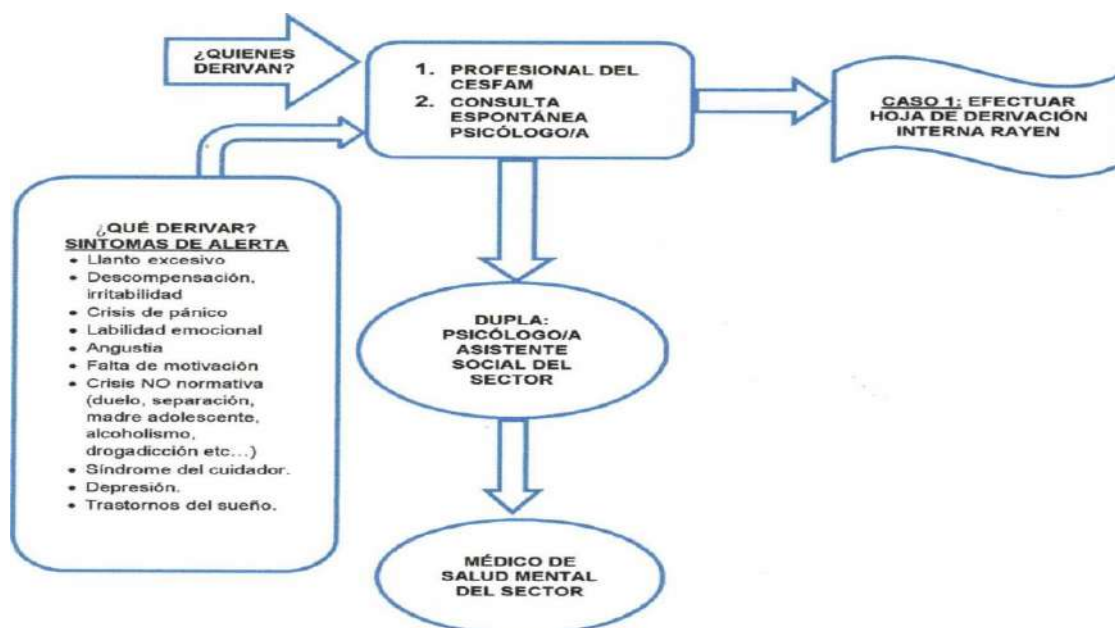 ¿QUIENES
DERIVAN?
1. PROFESIONAL DEL
CESFAM
2. CONSULTA
ESPONTÁNEA
PSICÓLOGO/A
CASO 1: EFECTUAR
HOJA DE DERIVACIÓN
INTERNA RAYEN
¿QUÉ DERIVAR?
SINTOMAS DE ALERTA
• Llanto excesivo
• Descompensación,
irritabilidad
• Crisis de pánico
• Labilidad emocional
• Angustia
• Falta de motivación
• Crisis NO normativa
(duelo, separación,
madre adolescente,
alcoholismo,
drogadicción etc...)
• Síndrome del cuidador.
• Depresión.
• Trastornos del sueño.
DUPLA:
PSICÓLOGO/A
ASISTENTE
SOCIAL DEL
SECTOR
MÉDICO DE
SALUD MENTAL
DEL SECTOR